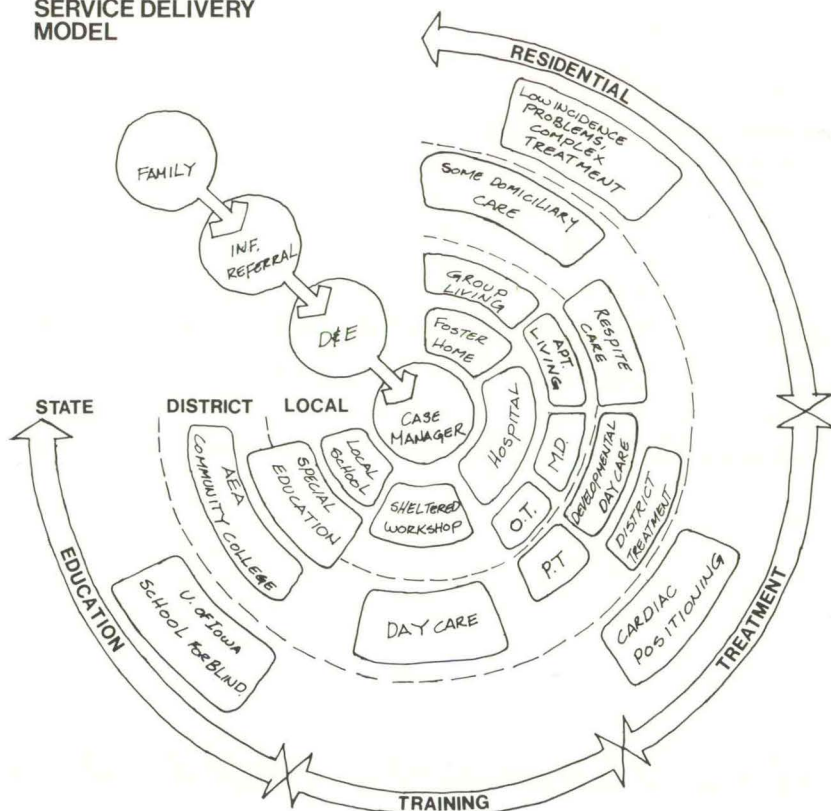 SERVICE DELIVERY
MODEL
RESIDENTIAL
LOW INCIDENCE
PROBLEMS,
COMPLEX
TREATMENT
SOME DOMICILIARY
CARE
FAMILY
INF.
REFERRAL
GROUP
LIVING
RESPITE
CARE
D&E
FOSTER
HOME
APT.
LIVING
STATE
DISTRICT
LOCAL
CASE
MANAGER
HOSPITAL
M.D.
DEVELOPMENTAL
DAY CARE
DISTRICT
TREATMENT
LOCAL
SCHOOL
SPECIAL
EDUCATION
AEA
COMMUNITY COLLEGE
SHELTERED
WORKSHOP
O.T.
P.T
EDUCATION
U. OF IOWA
SCHOOL FOR BLIND.
DAY CARE
CARDIAC
POSITIONING
TREATMENT
TRAINING